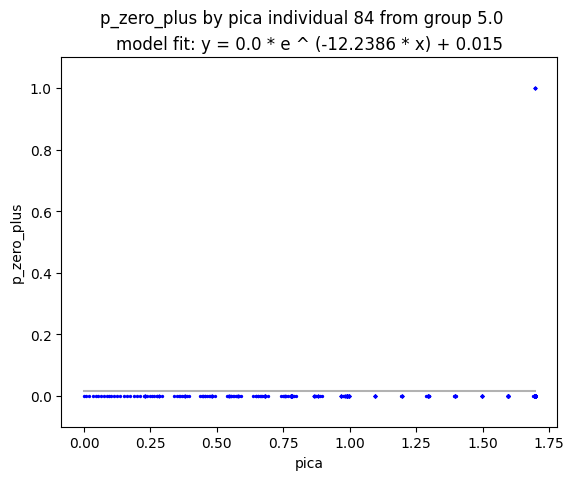 p_zero_plus by pica individual 84 from group 5.0
model fit: y = 0.0 * e ^ (-12.2386 * x) + 0.015
1.0
0.8
0.6
0.4
0.2
0.0
p_zero_plus
0.00 0.25 0.50 0.75 1.00 1.25 1.50 1.75
pica